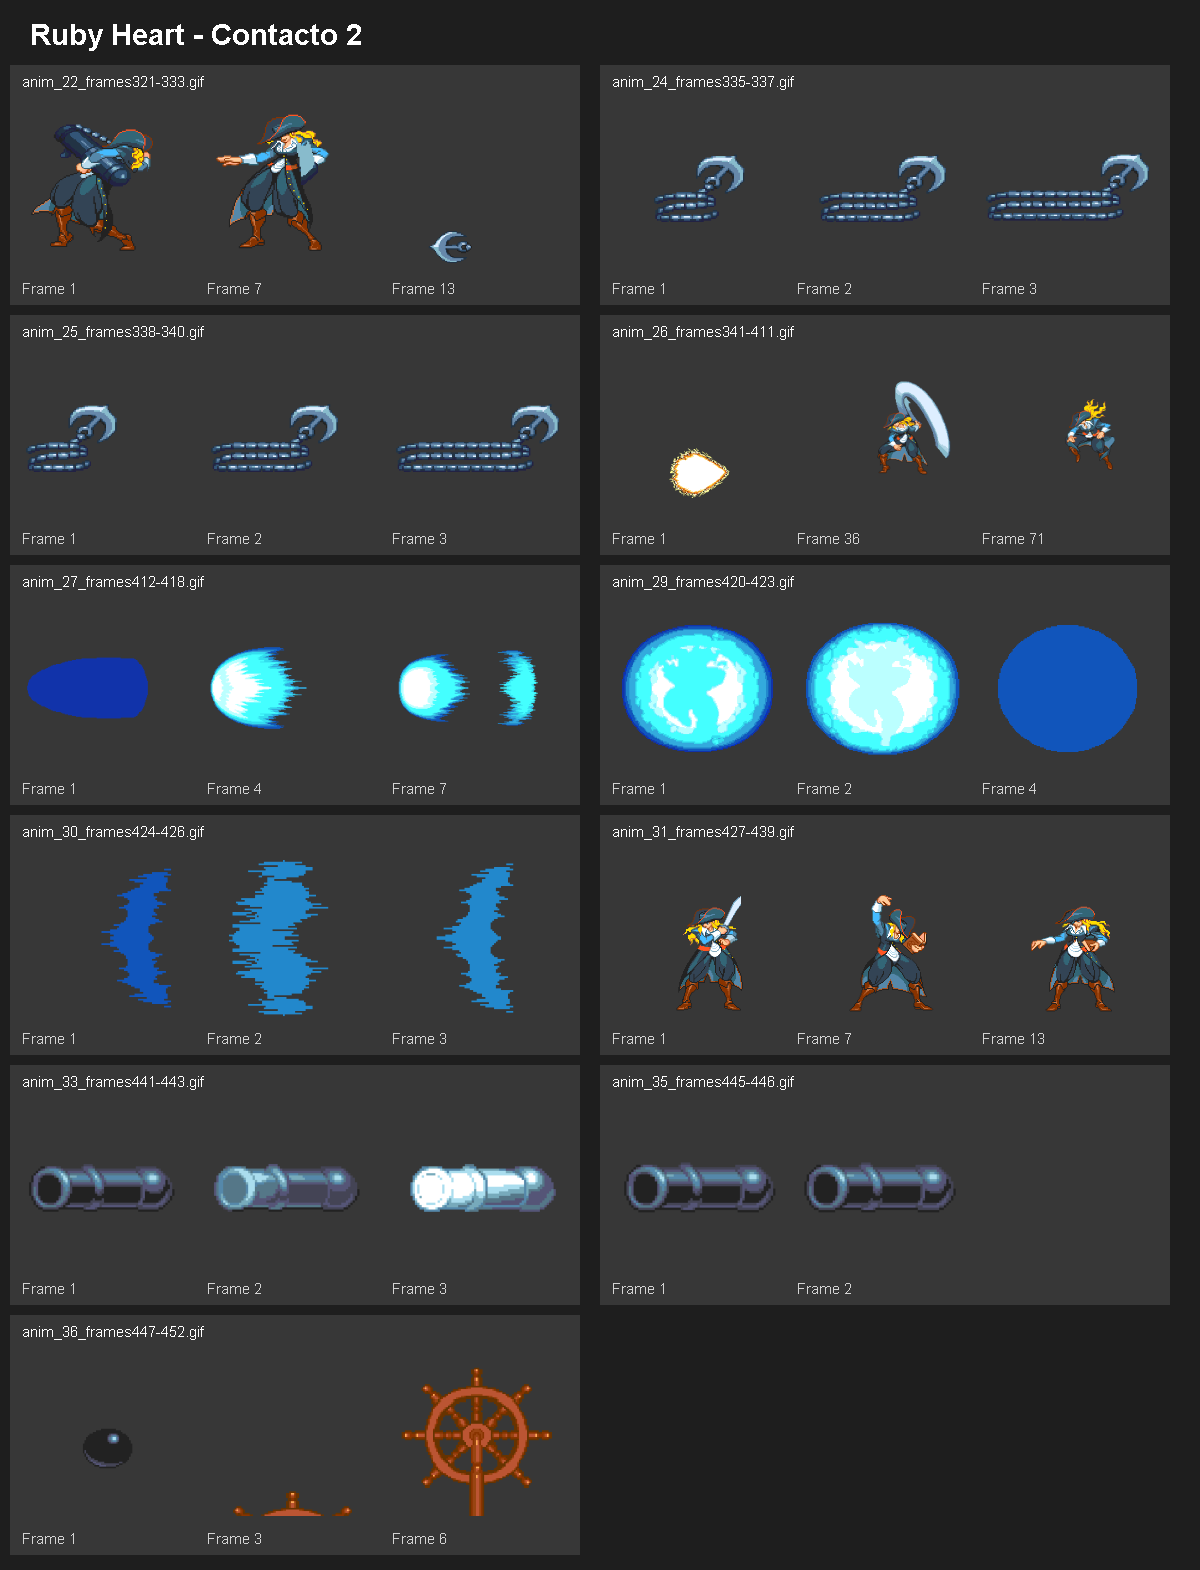 Ruby Heart - Contacto 2
anim_22_frames321-333.gif
Frame 1
Frame 7
Frame 13
anim_24_frames335-337.gif
Frame 1
Frame 2
Frame 3
anim_25_frames338-340.gif
Frame 1
Frame 2
Frame 3
anim_26_frames341-411.gif
Frame 1
Frame 36
Frame 71
anim_27_frames412-418.gif
Frame 1
Frame 4
Frame 7
anim_29_frames420-423.gif
Frame 1
Frame 2
Frame 4
anim_30_frames424-426.gif
Frame 1
Frame 2
Frame 3
anim_31_frames427-439.gif
Frame 1
Frame 7
Frame 13
anim_33_frames441-443.gif
Frame 1
Frame 2
Frame 3
anim_35_frames445-446.gif
Frame 1
Frame 2
anim_36_frames447-452.gif
Frame 1
Frame 3
Frame 6